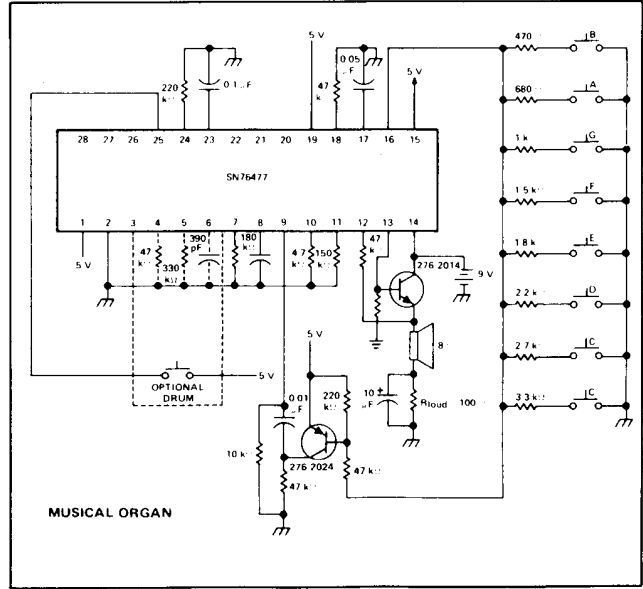 5 V
0.05 µF
470
B
220 kΩ
0.1 µF
47 k
5 V
680
A
1 k
G
28 27 26 25 24 23 22 21 20 19 18 17 16 15
SN76477
1 2 3 4 5 6 7 8 9 10 11 12 13 14
1 5 k
F
5 V
47 kΩ
330 kΩ
390 pF
180 kΩ
4 7 kΩ
150 kΩ
47 k
276 2014
9 V
1 8 k
E
2 2 k
D
5 V
5 V
8
2 7 k
C
OPTIONAL
DRUM
0 01 µF
220 kΩ
10 µF
Rloud
100
3 3 k
C
10 kΩ
276 2024
47 kΩ
47 kΩ
MUSICAL ORGAN